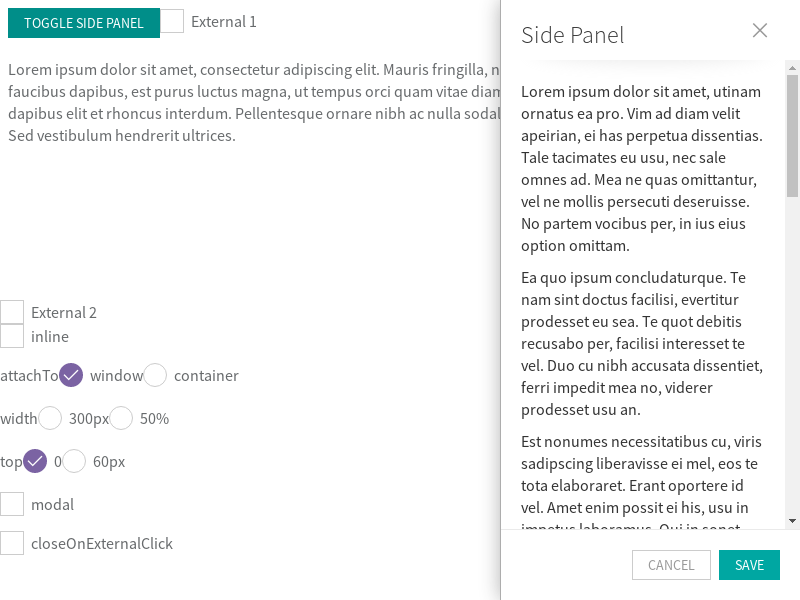 TOGGLE SIDE PANEL
External 1
Lorem ipsum dolor sit amet, consectetur adipiscing elit. Mauris fringilla,
faucibus dapibus, est purus luctus magna, ut tempus orci quam vitae diam
dapibus elit et rhoncus interdum. Pellentesque ornare nibh ac nulla
Sed vestibulum hendrerit ultrices.
External 2
inline
attachTo window container
width 300px 50%
top 0 60px
modal
closeOnExternalClick
Side Panel
Lorem ipsum dolor sit amet, utinam
ornatus ea pro. Vim ad diam velit
apeirian, ei has perpetua dissentias.
Tale tacimates eu usu, nec sale
omnes ad. Mea ne quas omittantur,
vel ne mollis persecuti deseruisse.
No partem vocibus per, in ius eius
option omittam.
Ea quo ipsum concludaturque. Te
nam sint doctus facilisi, evertitur
prodesset eu sea. Te quot debitis
recusabo per, facilisi interesset te
vel. Duo cu nibh accusata dissentiet,
ferri impedit mea no, viderer
prodesset usu an.
Est nonumes necessitatibus cu, viris
sadipscing liberavisse ei mel, eos te
tota elaboraret. Erant oportere id
vel. Amet enim possit ei his, usu in
impetus laboramus. Qui in sonet
CANCEL
SAVE